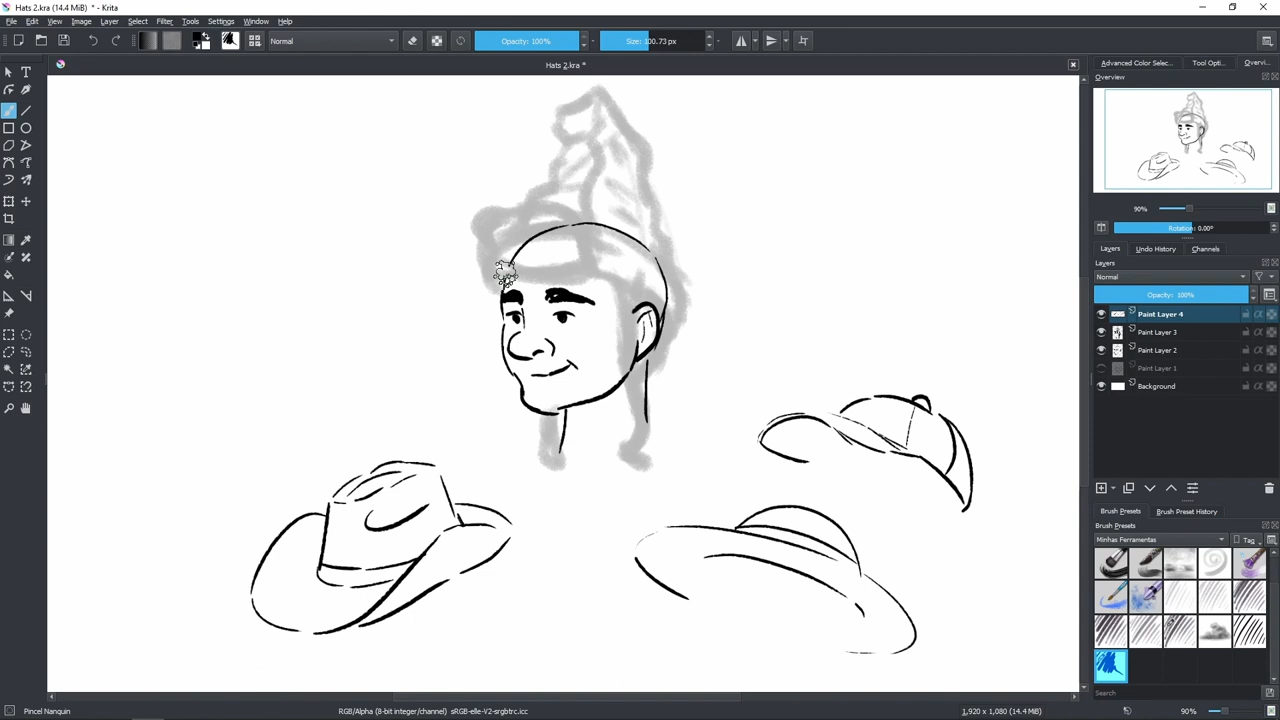 Hats 2.kra (14.4 MiB) * - Krita
File Edit View Image Layer Filter Select Tools Settings Window Help
Normal
Opacity: 100%
Size: 100.73 px
Hats 2.kra *
Advanced Color Selec...
Tool Opti...
Overvi...
Overview
90%
Rotation: 0.00°
Layers
Undo History
Channels
Layers
Normal
Opacity: 100%
Paint Layer 4
Paint Layer 3
Paint Layer 2
Paint Layer 1
Background
Brush Presets
Brush Preset History
Brush Presets
Minhas Ferramentas
Tag
Search
Pincel Nanquin
RGB/Alpha (8-bit integer/channel) sRGB-elle-V2-srgbtrc.icc
1,920 x 1,080 (14.4 MiB)
90%